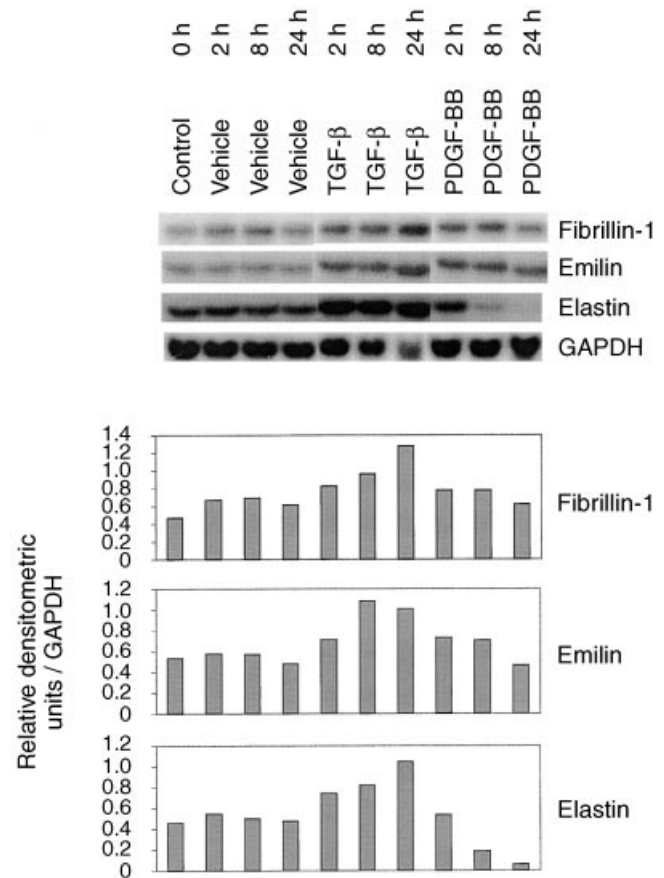 0 h 2 h 8 h 24 h 2 h 8 h 24 h 2 h 8 h 24 h
Control Vehicle Vehicle Vehicle TGF-β TGF-β TGF-β PDGF-BB PDGF-BB PDGF-BB
Fibrillin-1
Emilin
Elastin
GAPDH
Relative densitometric
units / GAPDH
1.4
1.2
1.0
0.8
0.6
0.4
0.2
0
Fibrillin-1
1.2
1.0
0.8
0.6
0.4
0.2
0
Emilin
1.2
1.0
0.8
0.6
0.4
0.2
0
Elastin